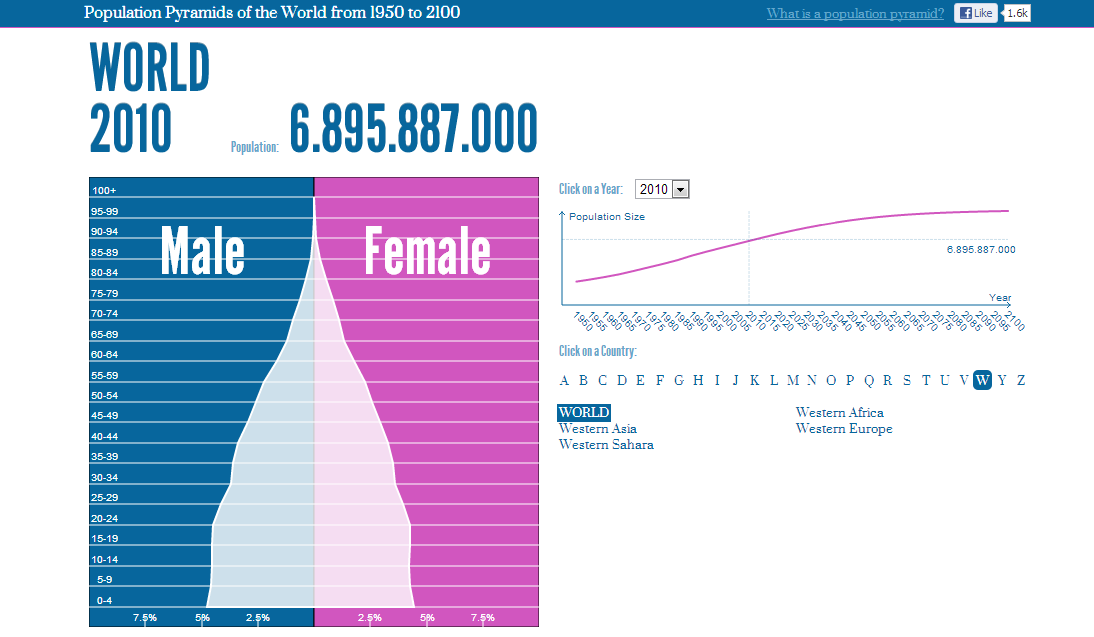 Population Pyramids of the World from 1950 to 2100
What is a population pyramid?
Like
1.6k
WORLD
2010
Population: 6.895.887.000
Male
Female
100+
95-99
90-94
85-89
80-84
75-79
70-74
65-69
60-64
55-59
50-54
45-49
40-44
35-39
30-34
25-29
20-24
15-19
10-14
5-9
0-4
7.5% 5% 2.5% 2.5% 5% 7.5%
Click on a Year: 2010
Population Size
6.895.887.000
Year
1950 1955 1960 1965 1970 1975 1980 1985 1990 1995 2000 2005 2010 2015 2020 2025 2030 2035 2040 2045 2050 2055 2060 2065 2070 2075 2080 2085 2090 2095 2100
Click on a Country:
A B C D E F G H I J K L M N O P Q R S T U V W Y Z
WORLD
Western Asia
Western Sahara
Western Africa
Western Europe